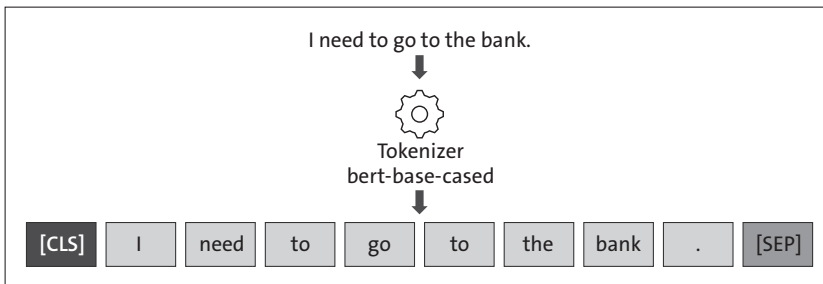 I need to go to the bank.
Tokenizer
bert-base-cased
[CLS] I need to go to the bank . [SEP]